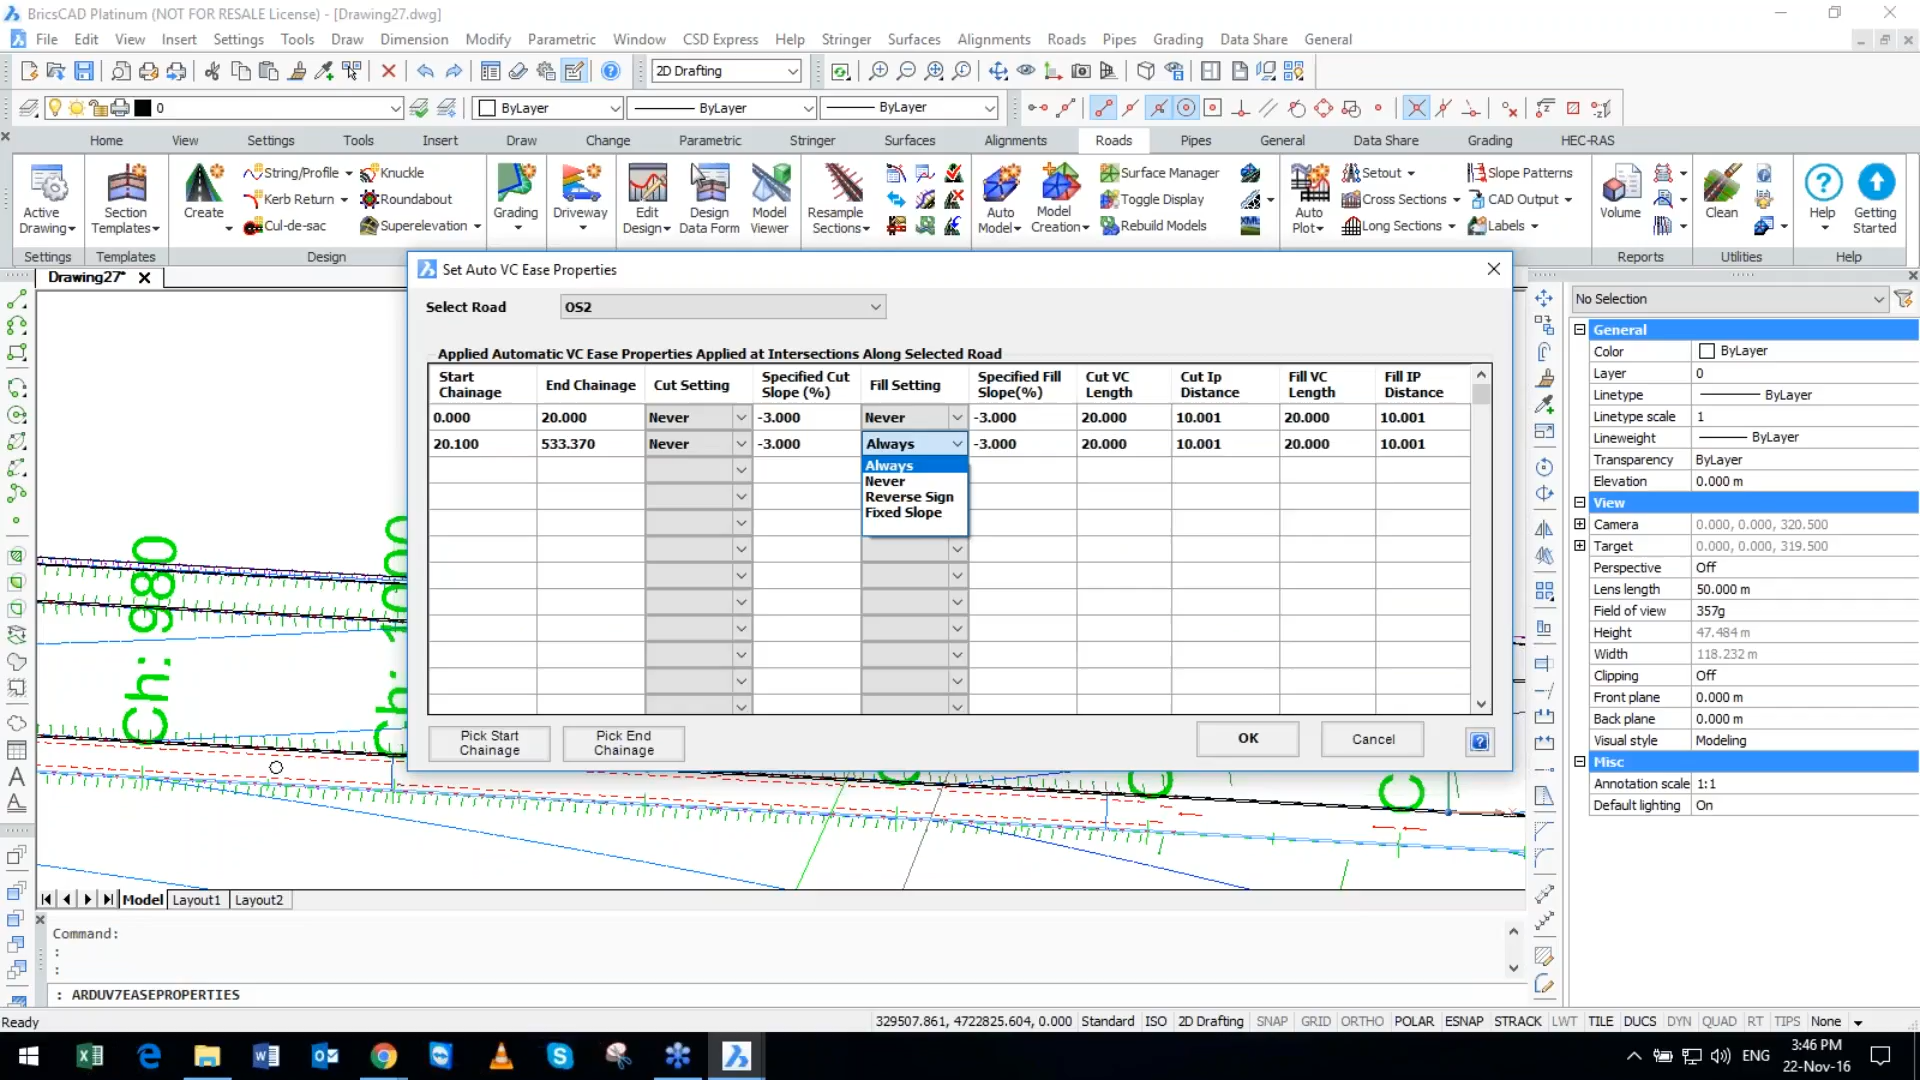 BricsCAD Platinum (NOT FOR RESALE License) - [Drawing27.dwg]
File Edit View Insert Settings Tools Draw Dimension Modify Parametric Window CSD Express Help Stringer Surfaces Alignments Roads Pipes Grading Data Share General
2D Drafting
0 ByLayer ByLayer ByLayer
Home View Settings Tools Insert Draw Change Parametric Stringer Surfaces Alignments Roads Pipes General Data Share Grading HEC-RAS
String/Profile Knuckle Surface Manager Setout Slope Patterns
Kerb Return Roundabout Toggle Display Cross Sections CAD Output
Cul-de-sac Superelevation Rebuild Models Long Sections Labels
Active Drawing
Section Templates
Create
Grading
Driveway
Edit Design
Design Data Form
Model Viewer
Resample Sections
Auto Model
Model Creation
XML
Auto Plot
Volume
Clean
Help
Getting Started
Settings Templates Design Reports Utilities Help
Drawing27*
Set Auto VC Ease Properties
Select Road OS2
Applied Automatic VC Ease Properties Applied at Intersections Along Selected Road
Start Chainage End Chainage Cut Setting Specified Cut Slope (%) Fill Setting Specified Fill Slope(%) Cut VC Length Cut Ip Distance Fill VC Length Fill IP Distance
0.000 20.000 Never -3.000 Never -3.000 20.000 10.001 20.000 10.001
20.100 533.370 Never -3.000 Always -3.000 20.000 10.001 20.000 10.001
Always
Never
Reverse Sign
Fixed Slope
Pick Start Chainage
Pick End Chainage
OK
Cancel
Ch: 980
Ch: 1000
No Selection
General
Color ByLayer
Layer 0
Linetype ByLayer
Linetype scale 1
Lineweight ByLayer
Transparency ByLayer
Elevation 0.000 m
View
Camera 0.000, 0.000, 320.500
Target 0.000, 0.000, 319.500
Perspective Off
Lens length 50.000 m
Field of view 357g
Height 47.484 m
Width 118.232 m
Clipping Off
Front plane 0.000 m
Back plane 0.000 m
Visual style Modeling
Misc
Annotation scale 1:1
Default lighting On
Model Layout1 Layout2
Command:
:
:
: ARDUV7EASEPROPERTIES
Ready 329507.861, 4722825.604, 0.000 Standard ISO 2D Drafting SNAP GRID ORTHO POLAR ESNAP STRACK LWT TILE DUCS DYN QUAD RT TIPS None
ENG 3:46 PM
22-Nov-16